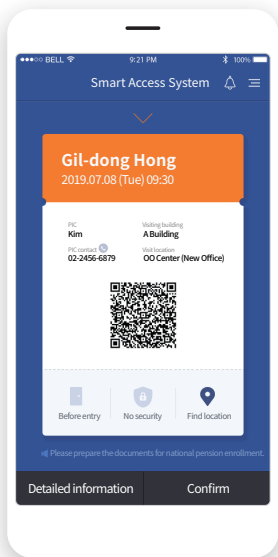 BELL 9:21 PM 100%
Smart Access System
Gil-dong Hong
2019.07.08 (Tue) 09:30
PIC Visiting building
Kim A Building
PIC contact Visit location
02-2456-6879 OO Center (New Office)
Before entry No security Find location
Please prepare the documents for national pension enrollment.
Detailed information Confirm